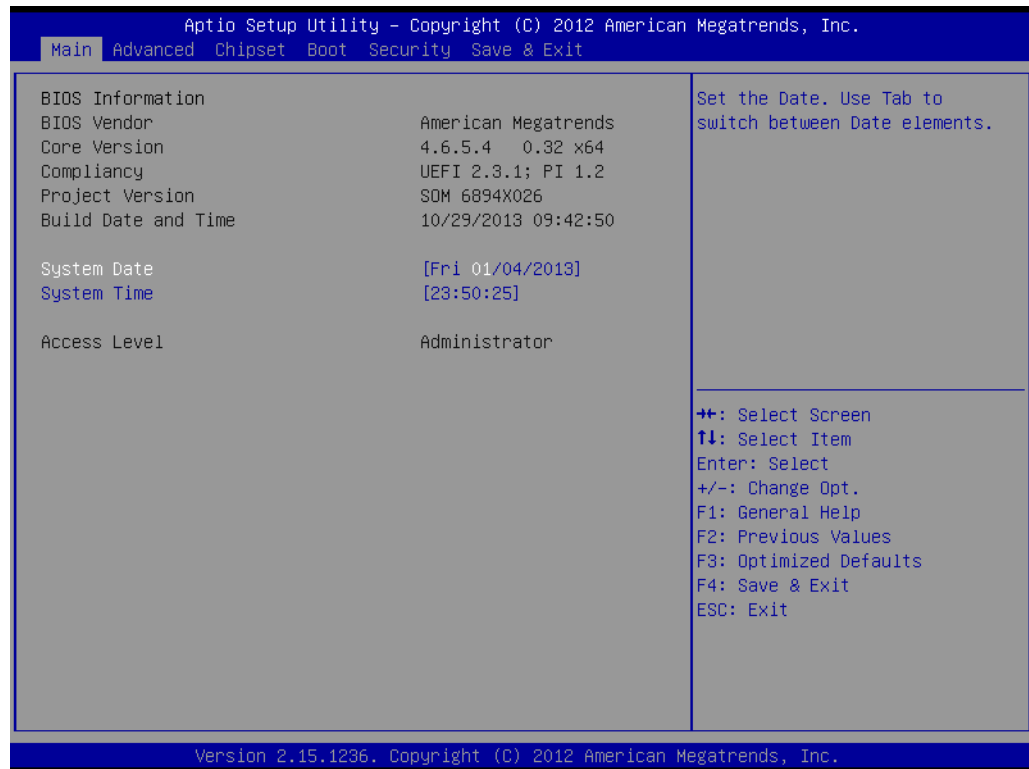 Aptio Setup Utility – Copyright (C) 2012 American Megatrends, Inc.
Main Advanced Chipset Boot Security Save & Exit
BIOS Information
BIOS Vendor American Megatrends
Core Version 4.6.5.4 0.32 x64
Compliancy UEFI 2.3.1; PI 1.2
Project Version SOM 6894X026
Build Date and Time 10/29/2013 09:42:50
System Date [Fri 01/04/2013]
System Time [23:50:25]
Access Level Administrator
Set the Date. Use Tab to
switch between Date elements.
→←: Select Screen
↑↓: Select Item
Enter: Select
+/-: Change Opt.
F1: General Help
F2: Previous Values
F3: Optimized Defaults
F4: Save & Exit
ESC: Exit
Version 2.15.1236. Copyright (C) 2012 American Megatrends, Inc.